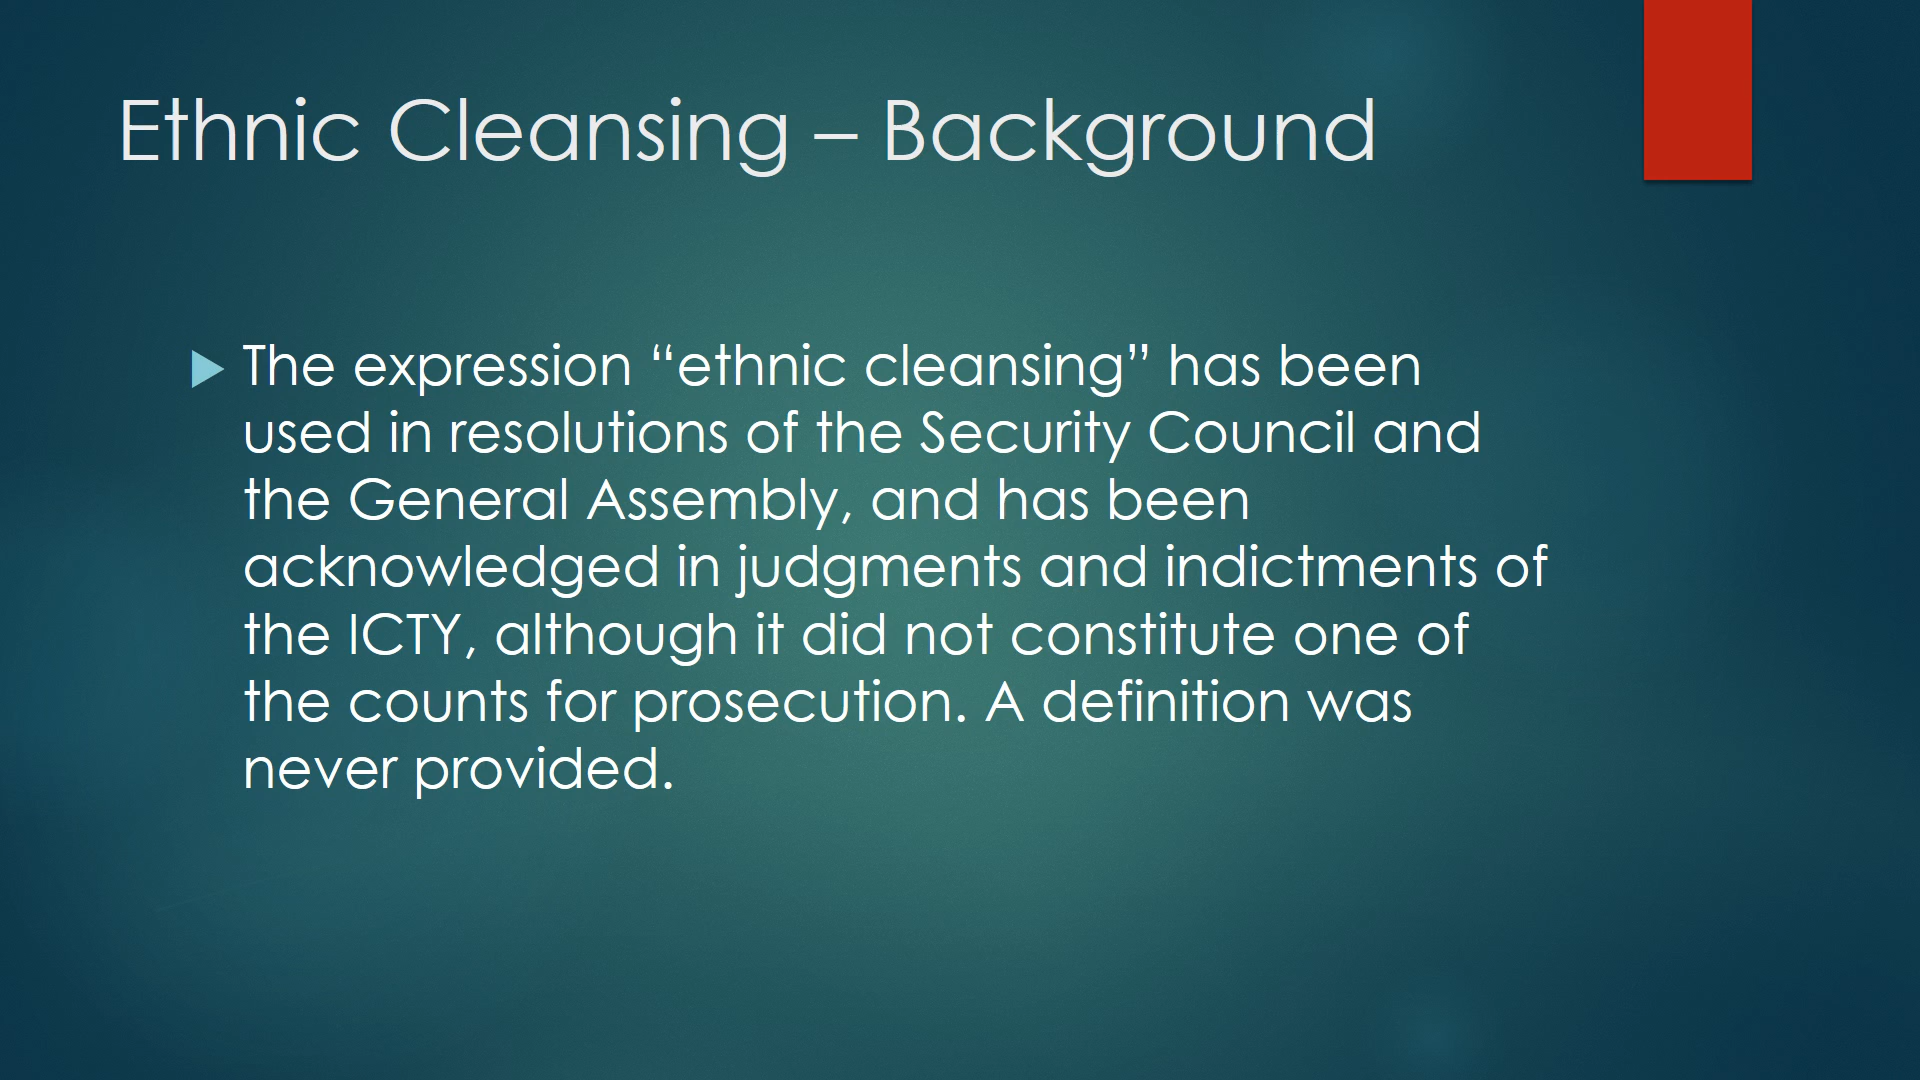 Ethnic Cleansing – Background
The expression “ethnic cleansing” has been
used in resolutions of the Security Council and
the General Assembly, and has been
acknowledged in judgments and indictments of
the ICTY, although it did not constitute one of
the counts for prosecution. A definition was
never provided.